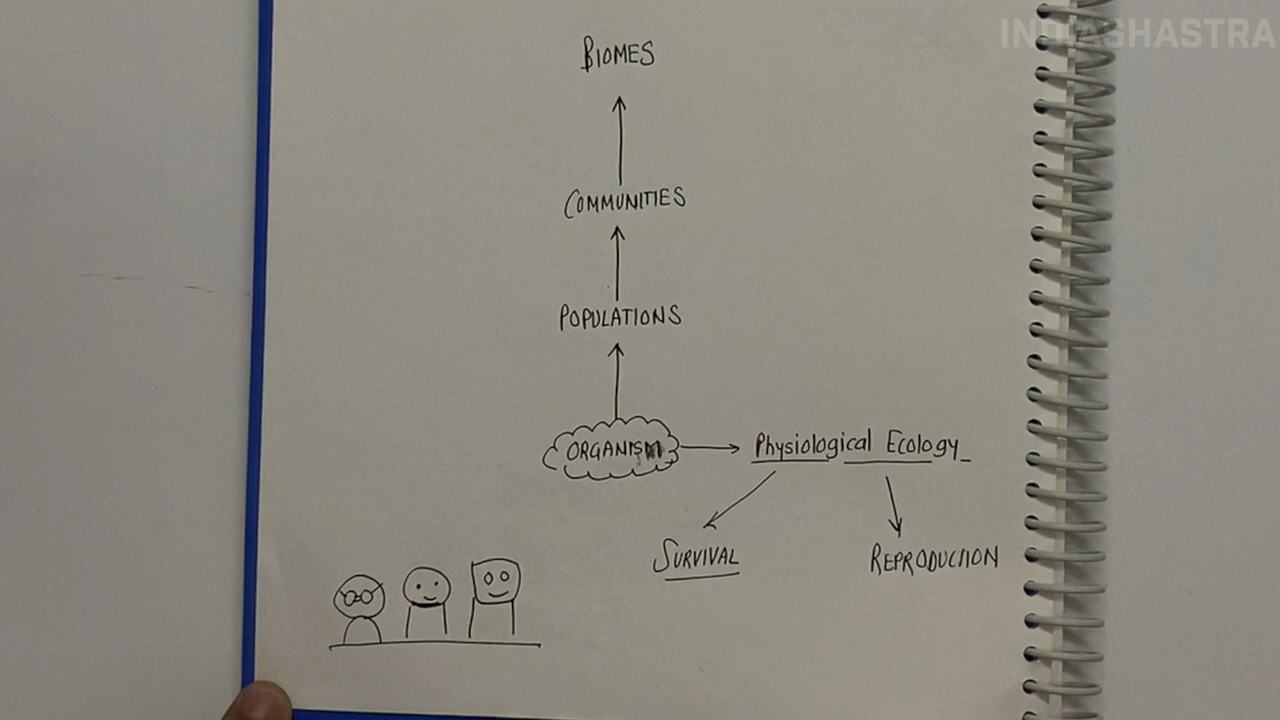 INDIASHASTRA
BIOMES
COMMUNITIES
POPULATIONS
ORGANISM
Physiological Ecology
SURVIVAL
REPRODUCTION